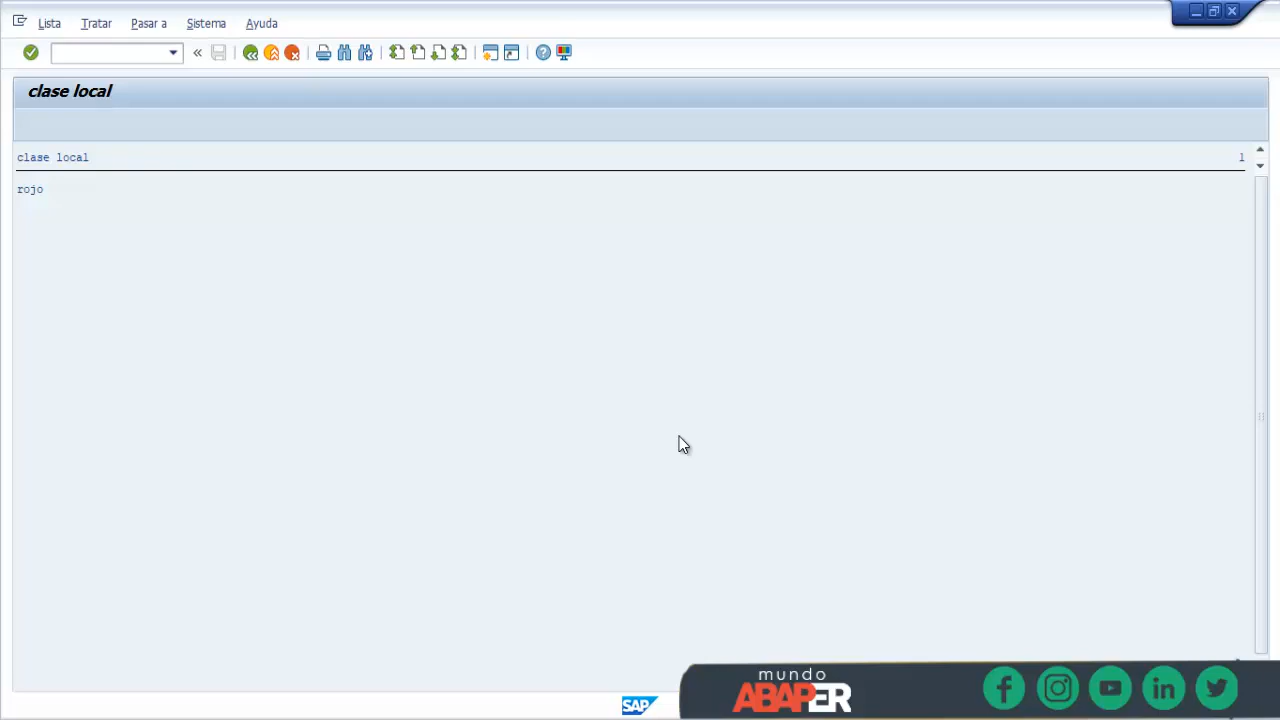 Lista Tratar Pasar a Sistema Ayuda
clase local
clase local 1
rojo
SAP
mundo
ABAPER